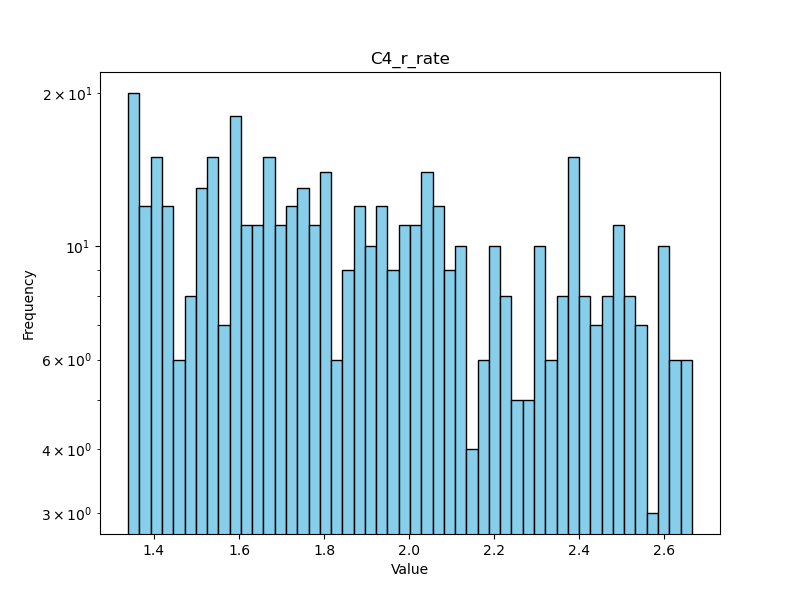 C4_r_rate
2 × 10¹
10¹
6 × 10⁰
4 × 10⁰
3 × 10⁰
Frequency
1.4 1.6 1.8 2.0 2.2 2.4 2.6
Value